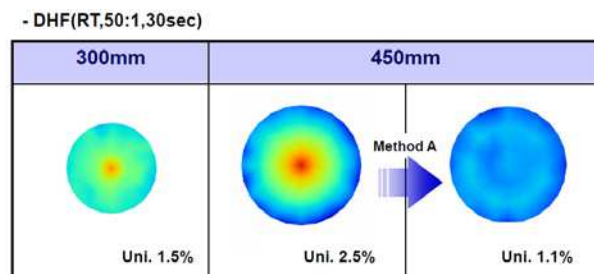 - DHF(RT,50:1,30sec)
300mm
450mm
Method A
Uni. 1.5%
Uni. 2.5%
Uni. 1.1%